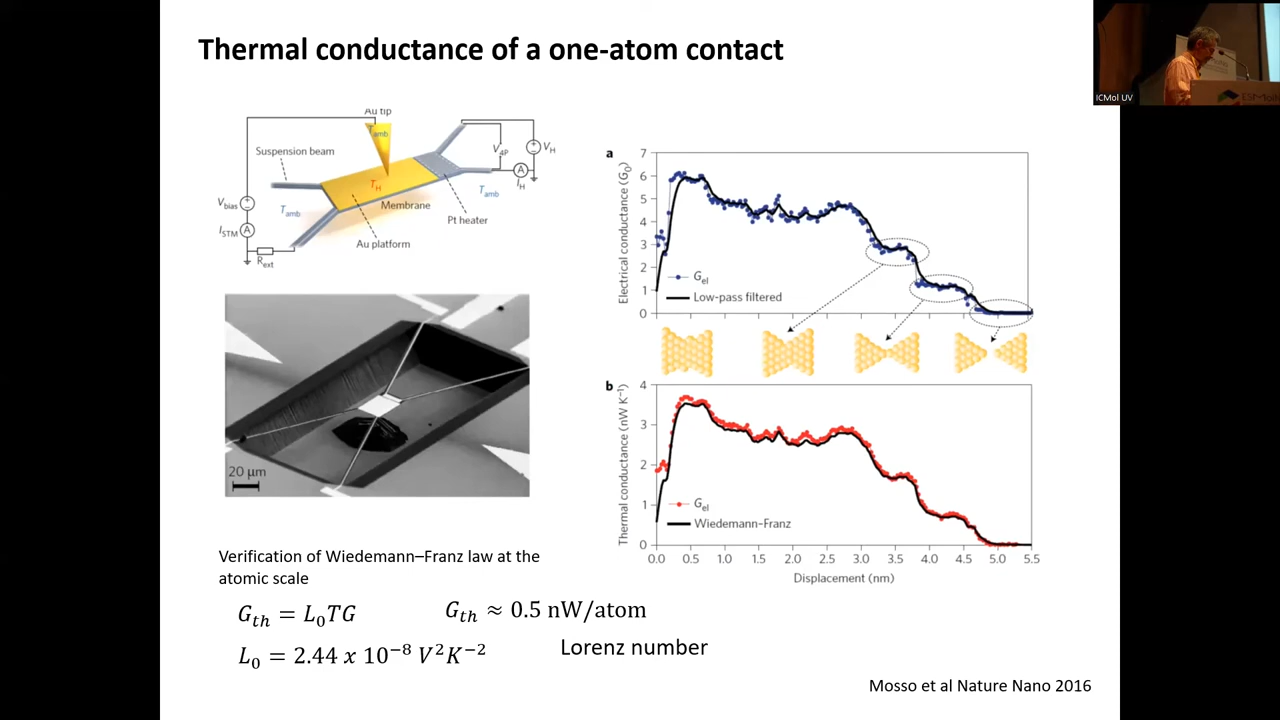 Thermal conductance of a one-atom contact
ICMol UV
Au tip
T_amb
Suspension beam
V_4P
V_H
A
I_H
T_H
T_amb
V_bias
T_amb
Membrane
Pt heater
I_STM
A
Au platform
R_ext
20 µm
a
Electrical conductance (G₀)
7
6
5
4
3
2
1
0
G_el
Low-pass filtered
b
Thermal conductance (nW K⁻¹)
4
3
2
1
0
G_el
Wiedemann–Franz
0.0 0.5 1.0 1.5 2.0 2.5 3.0 3.5 4.0 4.5 5.0 5.5
Displacement (nm)
Verification of Wiedemann–Franz law at the
atomic scale
G_th = L₀TG
G_th ≈ 0.5 nW/atom
L₀ = 2.44 x 10⁻⁸ V²K⁻²
Lorenz number
Mosso et al Nature Nano 2016